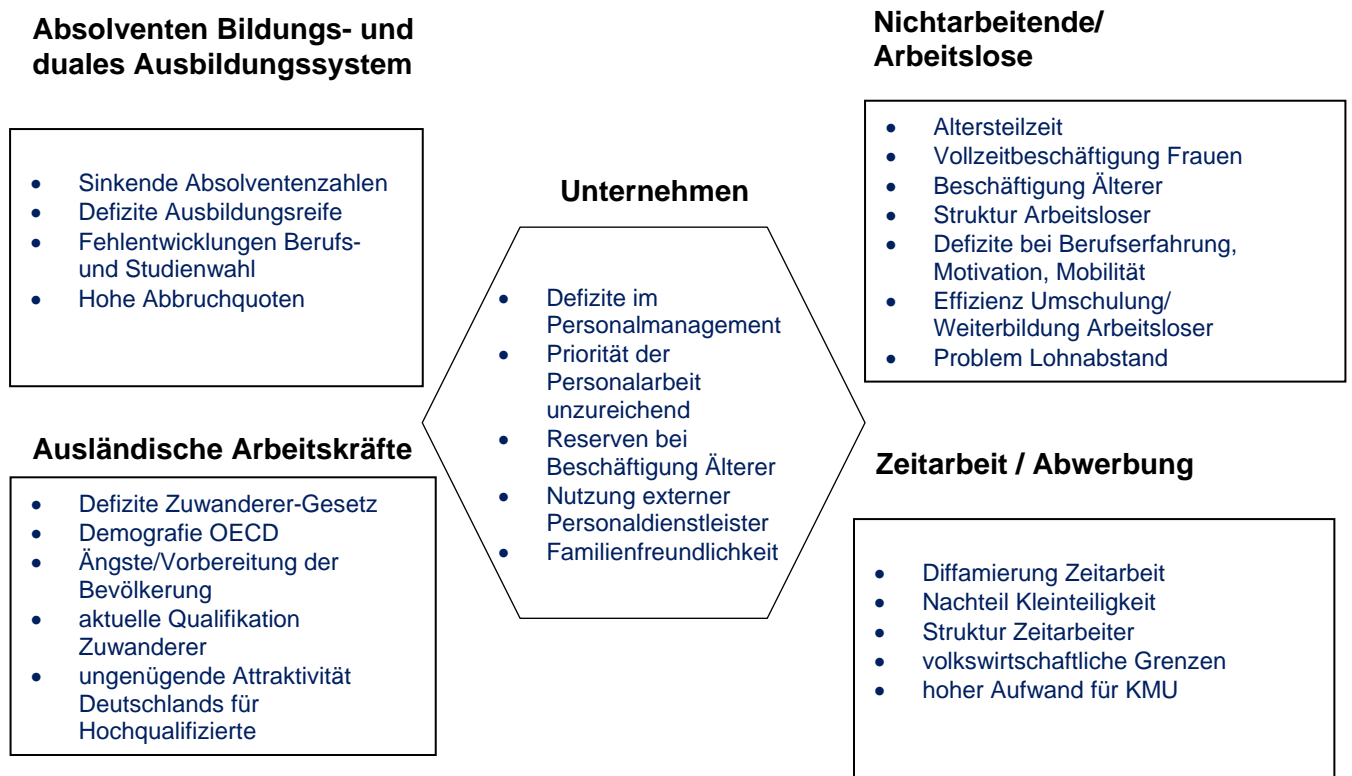 Absolventen Bildungs- und
duales Ausbildungssystem
• Sinkende Absolventenzahlen
• Defizite Ausbildungsreife
• Fehlentwicklungen Berufs-
und Studienwahl
• Hohe Abbruchquoten
Nichtarbeitende/
Arbeitslose
• Altersteilzeit
• Vollzeitbeschäftigung Frauen
• Beschäftigung Älterer
• Struktur Arbeitsloser
• Defizite bei Berufserfahrung,
Motivation, Mobilität
• Effizienz Umschulung/
Weiterbildung Arbeitsloser
• Problem Lohnabstand
Unternehmen
• Defizite im
Personalmanagement
• Priorität der
Personalarbeit
unzureichend
• Reserven bei
Beschäftigung Älterer
• Nutzung externer
Personaldienstleister
• Familienfreundlichkeit
Ausländische Arbeitskräfte
• Defizite Zuwanderer-Gesetz
• Demografie OECD
• Ängste/Vorbereitung der
Bevölkerung
• aktuelle Qualifikation
Zuwanderer
• ungenügende Attraktivität
Deutschlands für
Hochqualifizierte
Zeitarbeit / Abwerbung
• Diffamierung Zeitarbeit
• Nachteil Kleinteiligkeit
• Struktur Zeitarbeiter
• volkswirtschaftliche Grenzen
• hoher Aufwand für KMU